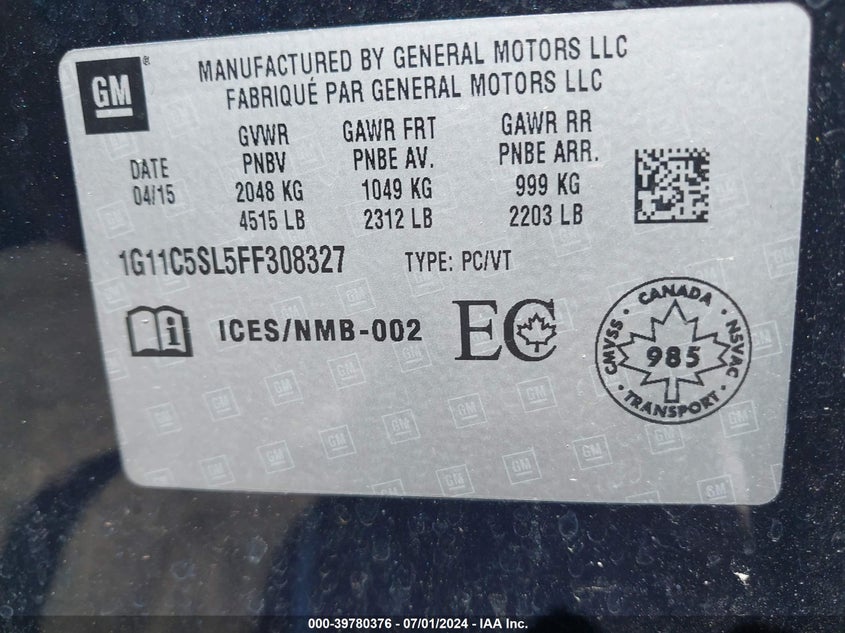 GM ®
MANUFACTURED BY GENERAL MOTORS LLC
FABRIQUÉ PAR GENERAL MOTORS LLC
DATE
04/15
GVWR
PNBV
2048 KG
4515 LB
GAWR FRT
PNBE AV.
1049 KG
2312 LB
GAWR RR
PNBE ARR.
999 KG
2203 LB
1G11C5SL5FF308327 TYPE: PC/VT
ICES/NMB-002
EC
CANADA
CMVSS · NSVAC
985
· TRANSPORT ·
000-39780376 / 07/01/2024 - IAA Inc.